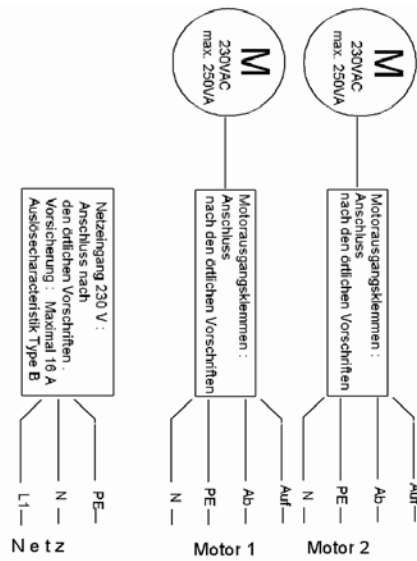 M
230VAC
max. 250VA
M
230VAC
max. 250VA
Netzeingang 230 V :
Anschluss nach
den örtlichen Vorschriften .
Vorsicherung : Maximal 16 A
Auslösecharacteristik Type B
Motorausgangsklemmen :
Anschluss
nach den örtlichen Vorschriften
Motorausgangsklemmen :
Anschluss
nach den örtlichen Vorschriften
L1
N
PE
N
PE
Ab
Auf
N
PE
Ab
Auf
Netz
Motor 1
Motor 2